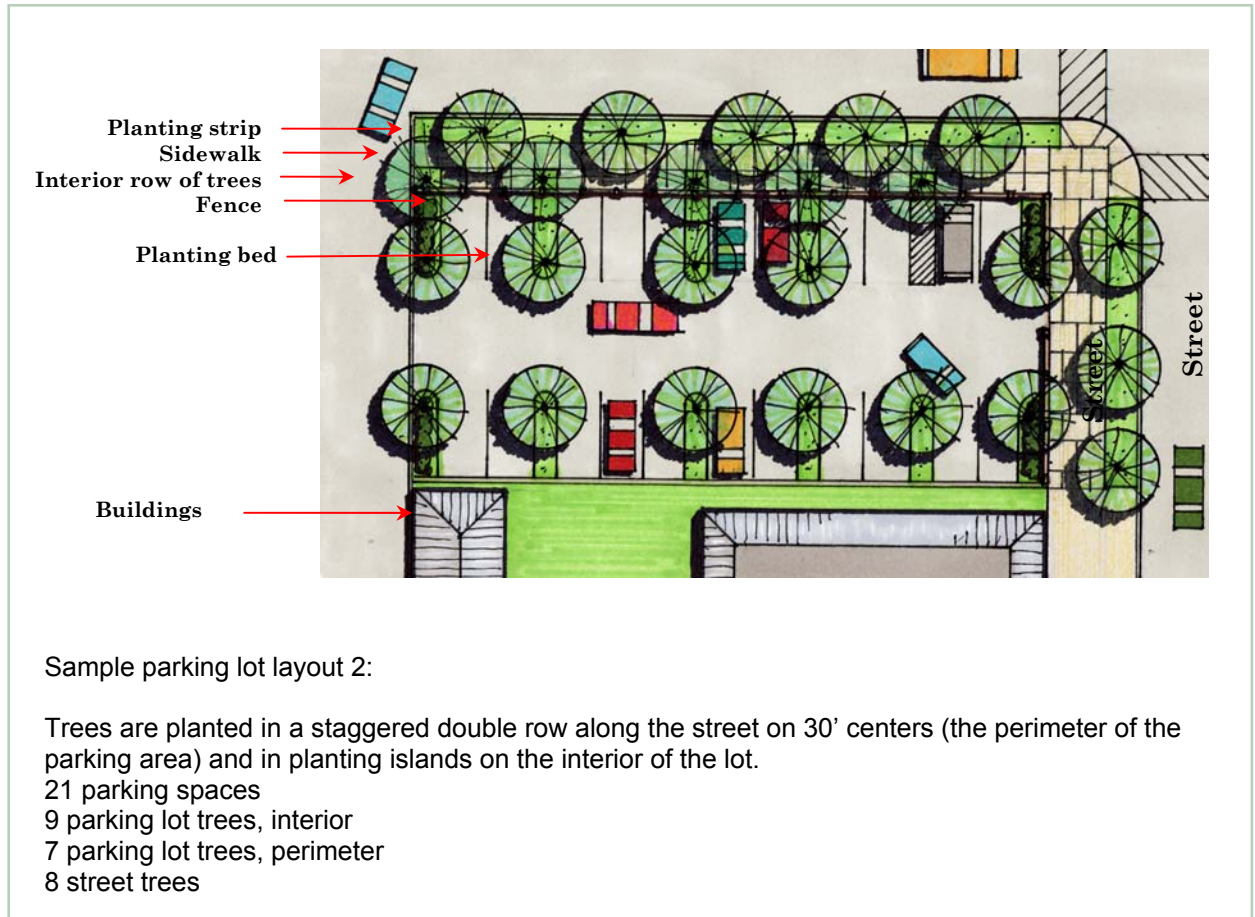 Planting strip
Sidewalk
Interior row of trees
Fence
Planting bed
Buildings
Street
Street
Sample parking lot layout 2:
Trees are planted in a staggered double row along the street on 30’ centers (the perimeter of the
parking area) and in planting islands on the interior of the lot.
21 parking spaces
9 parking lot trees, interior
7 parking lot trees, perimeter
8 street trees